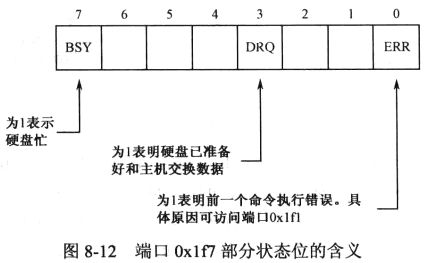 7 6 5 4 3 2 1 0
BSY DRQ ERR
为1表示
硬盘忙
为1表明硬盘已准备
好和主机交换数据
为1表明前一个命令执行错误。具
体原因可访问端口0x1f1
图 8-12 端口 0x1f7 部分状态位的含义